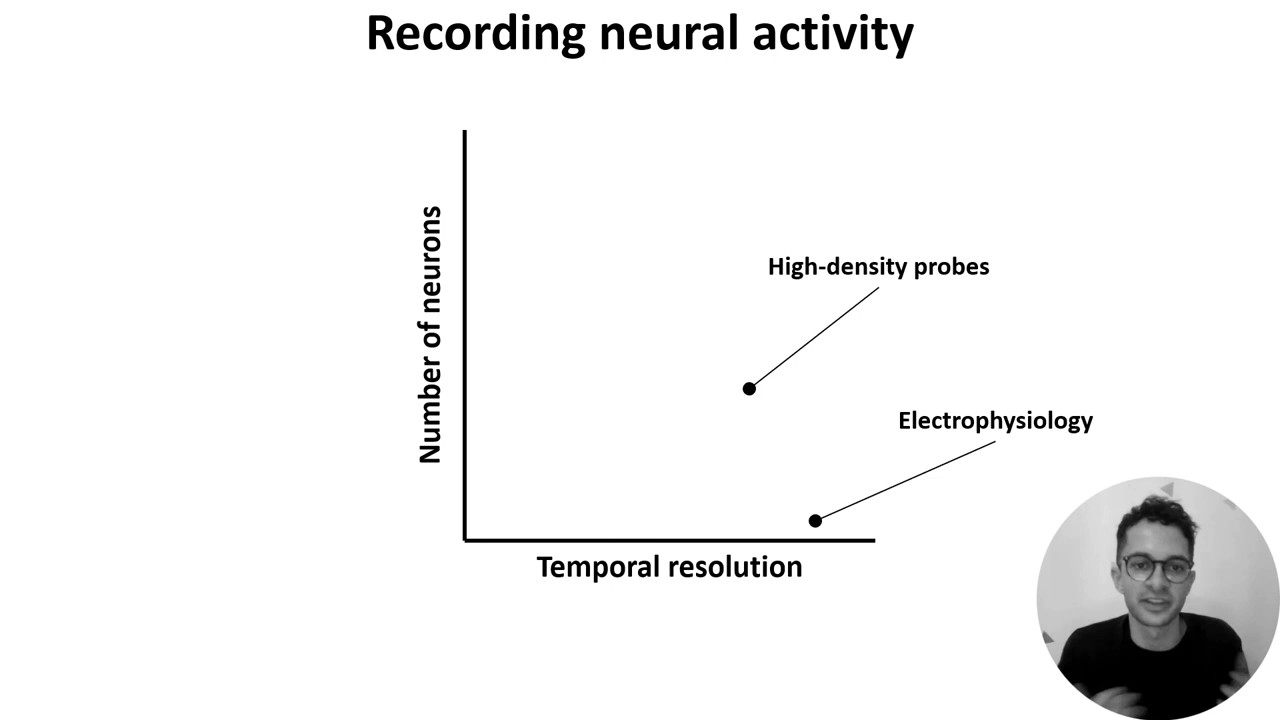 Recording neural activity
Number of neurons
High-density probes
Electrophysiology
Temporal resolution